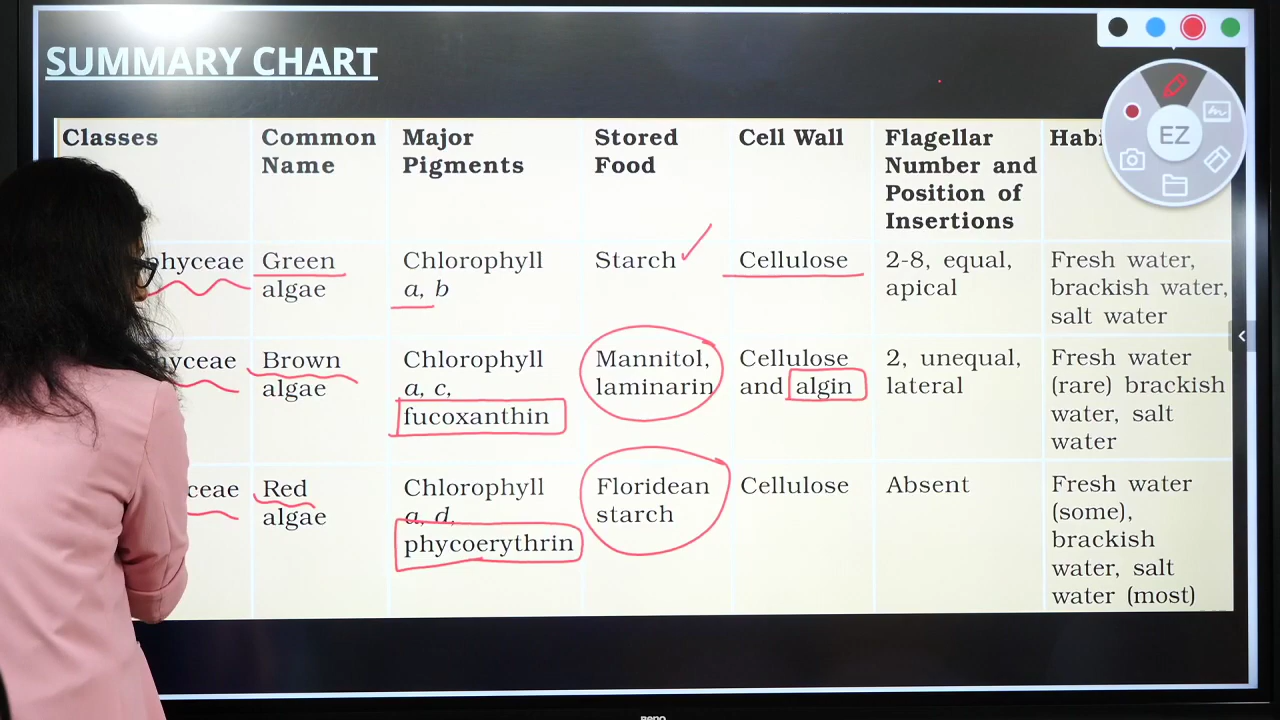 SUMMARY CHART
Classes
Common
Name
Major
Pigments
Stored
Food
Cell Wall
Flagellar
Number and
Position of
Insertions
Habi
EZ
phyceae
Green
algae
Chlorophyll
a, b
Starch
Cellulose
2-8, equal,
apical
Fresh water,
brackish water,
salt water
yceae
Brown
algae
Chlorophyll
a, c,
fucoxanthin
Mannitol,
laminarin
Cellulose
and algin
2, unequal,
lateral
Fresh water
(rare) brackish
water, salt
water
ceae
Red
algae
Chlorophyll
a, d,
phycoerythrin
Floridean
starch
Cellulose
Absent
Fresh water
(some),
brackish
water, salt
water (most)